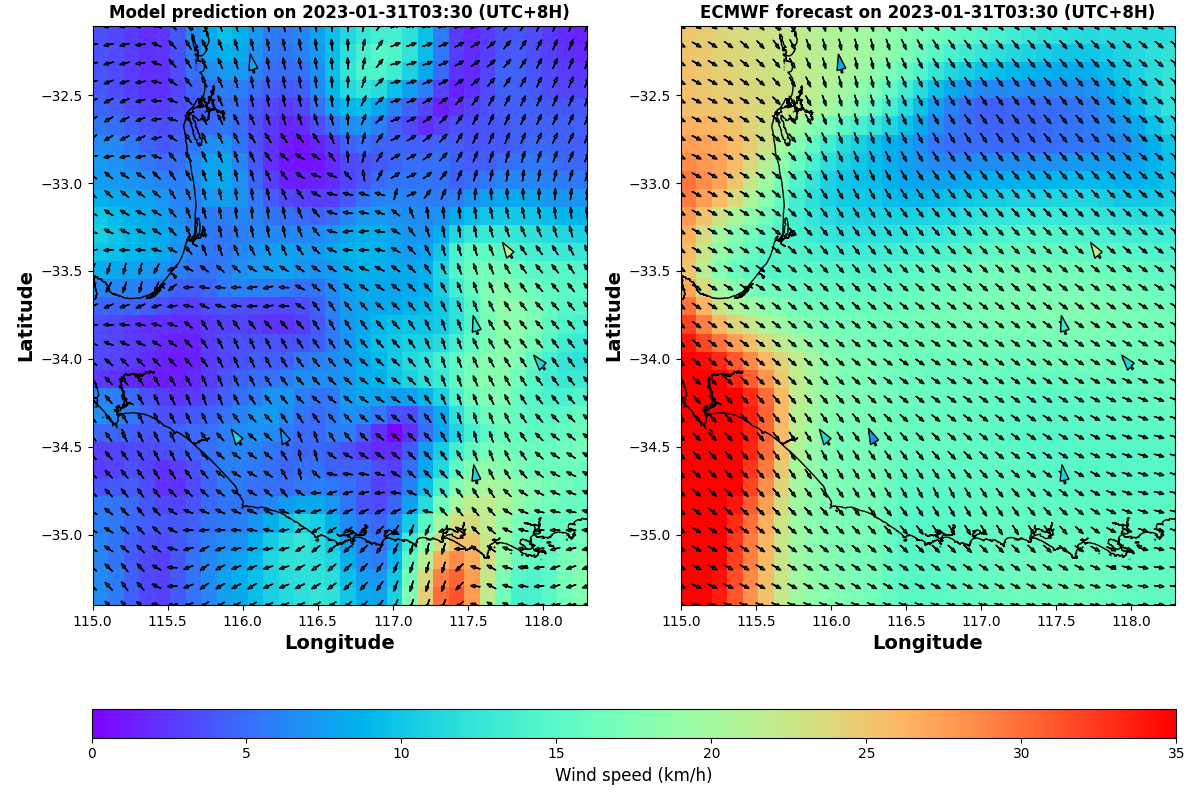 Model prediction on 2023-01-31T03:30 (UTC+8H)
ECMWF forecast on 2023-01-31T03:30 (UTC+8H)
−32.5
−33.0
−33.5
−34.0
−34.5
−35.0
Latitude
115.0 115.5 116.0 116.5 117.0 117.5 118.0
Longitude
−32.5
−33.0
−33.5
−34.0
−34.5
−35.0
Latitude
115.0 115.5 116.0 116.5 117.0 117.5 118.0
Longitude
0 5 10 15 20 25 30 35
Wind speed (km/h)